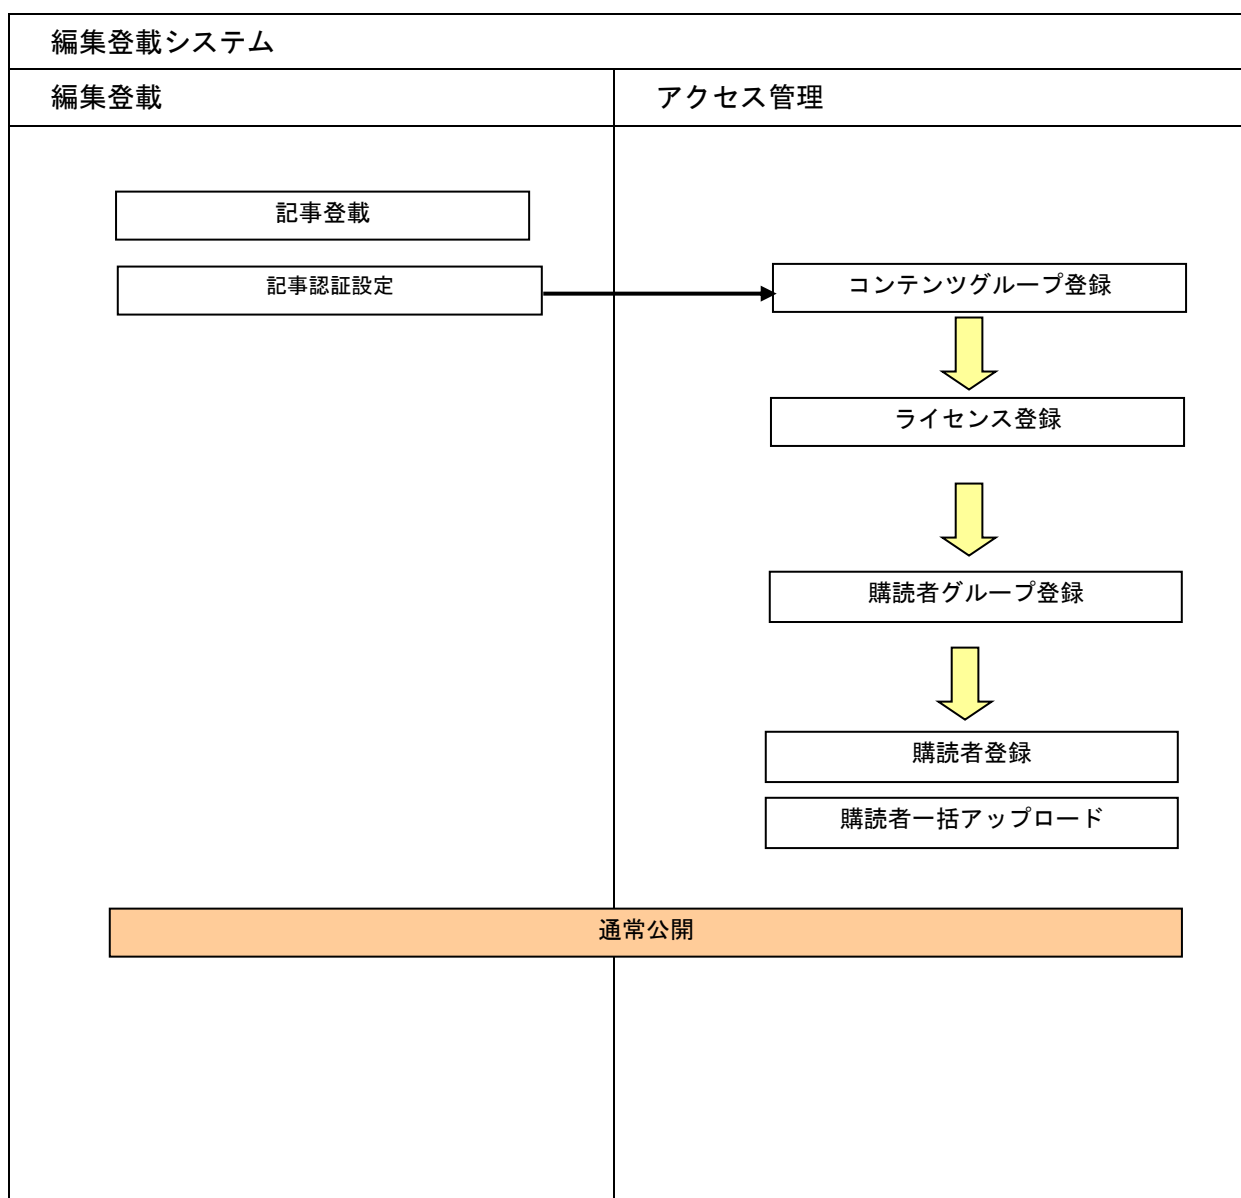 編集登載システム
編集登載
アクセス管理
記事登載
記事認証設定
コンテンツグループ登録
ライセンス登録
購読者グループ登録
購読者登録
購読者一括アップロード
通常公開